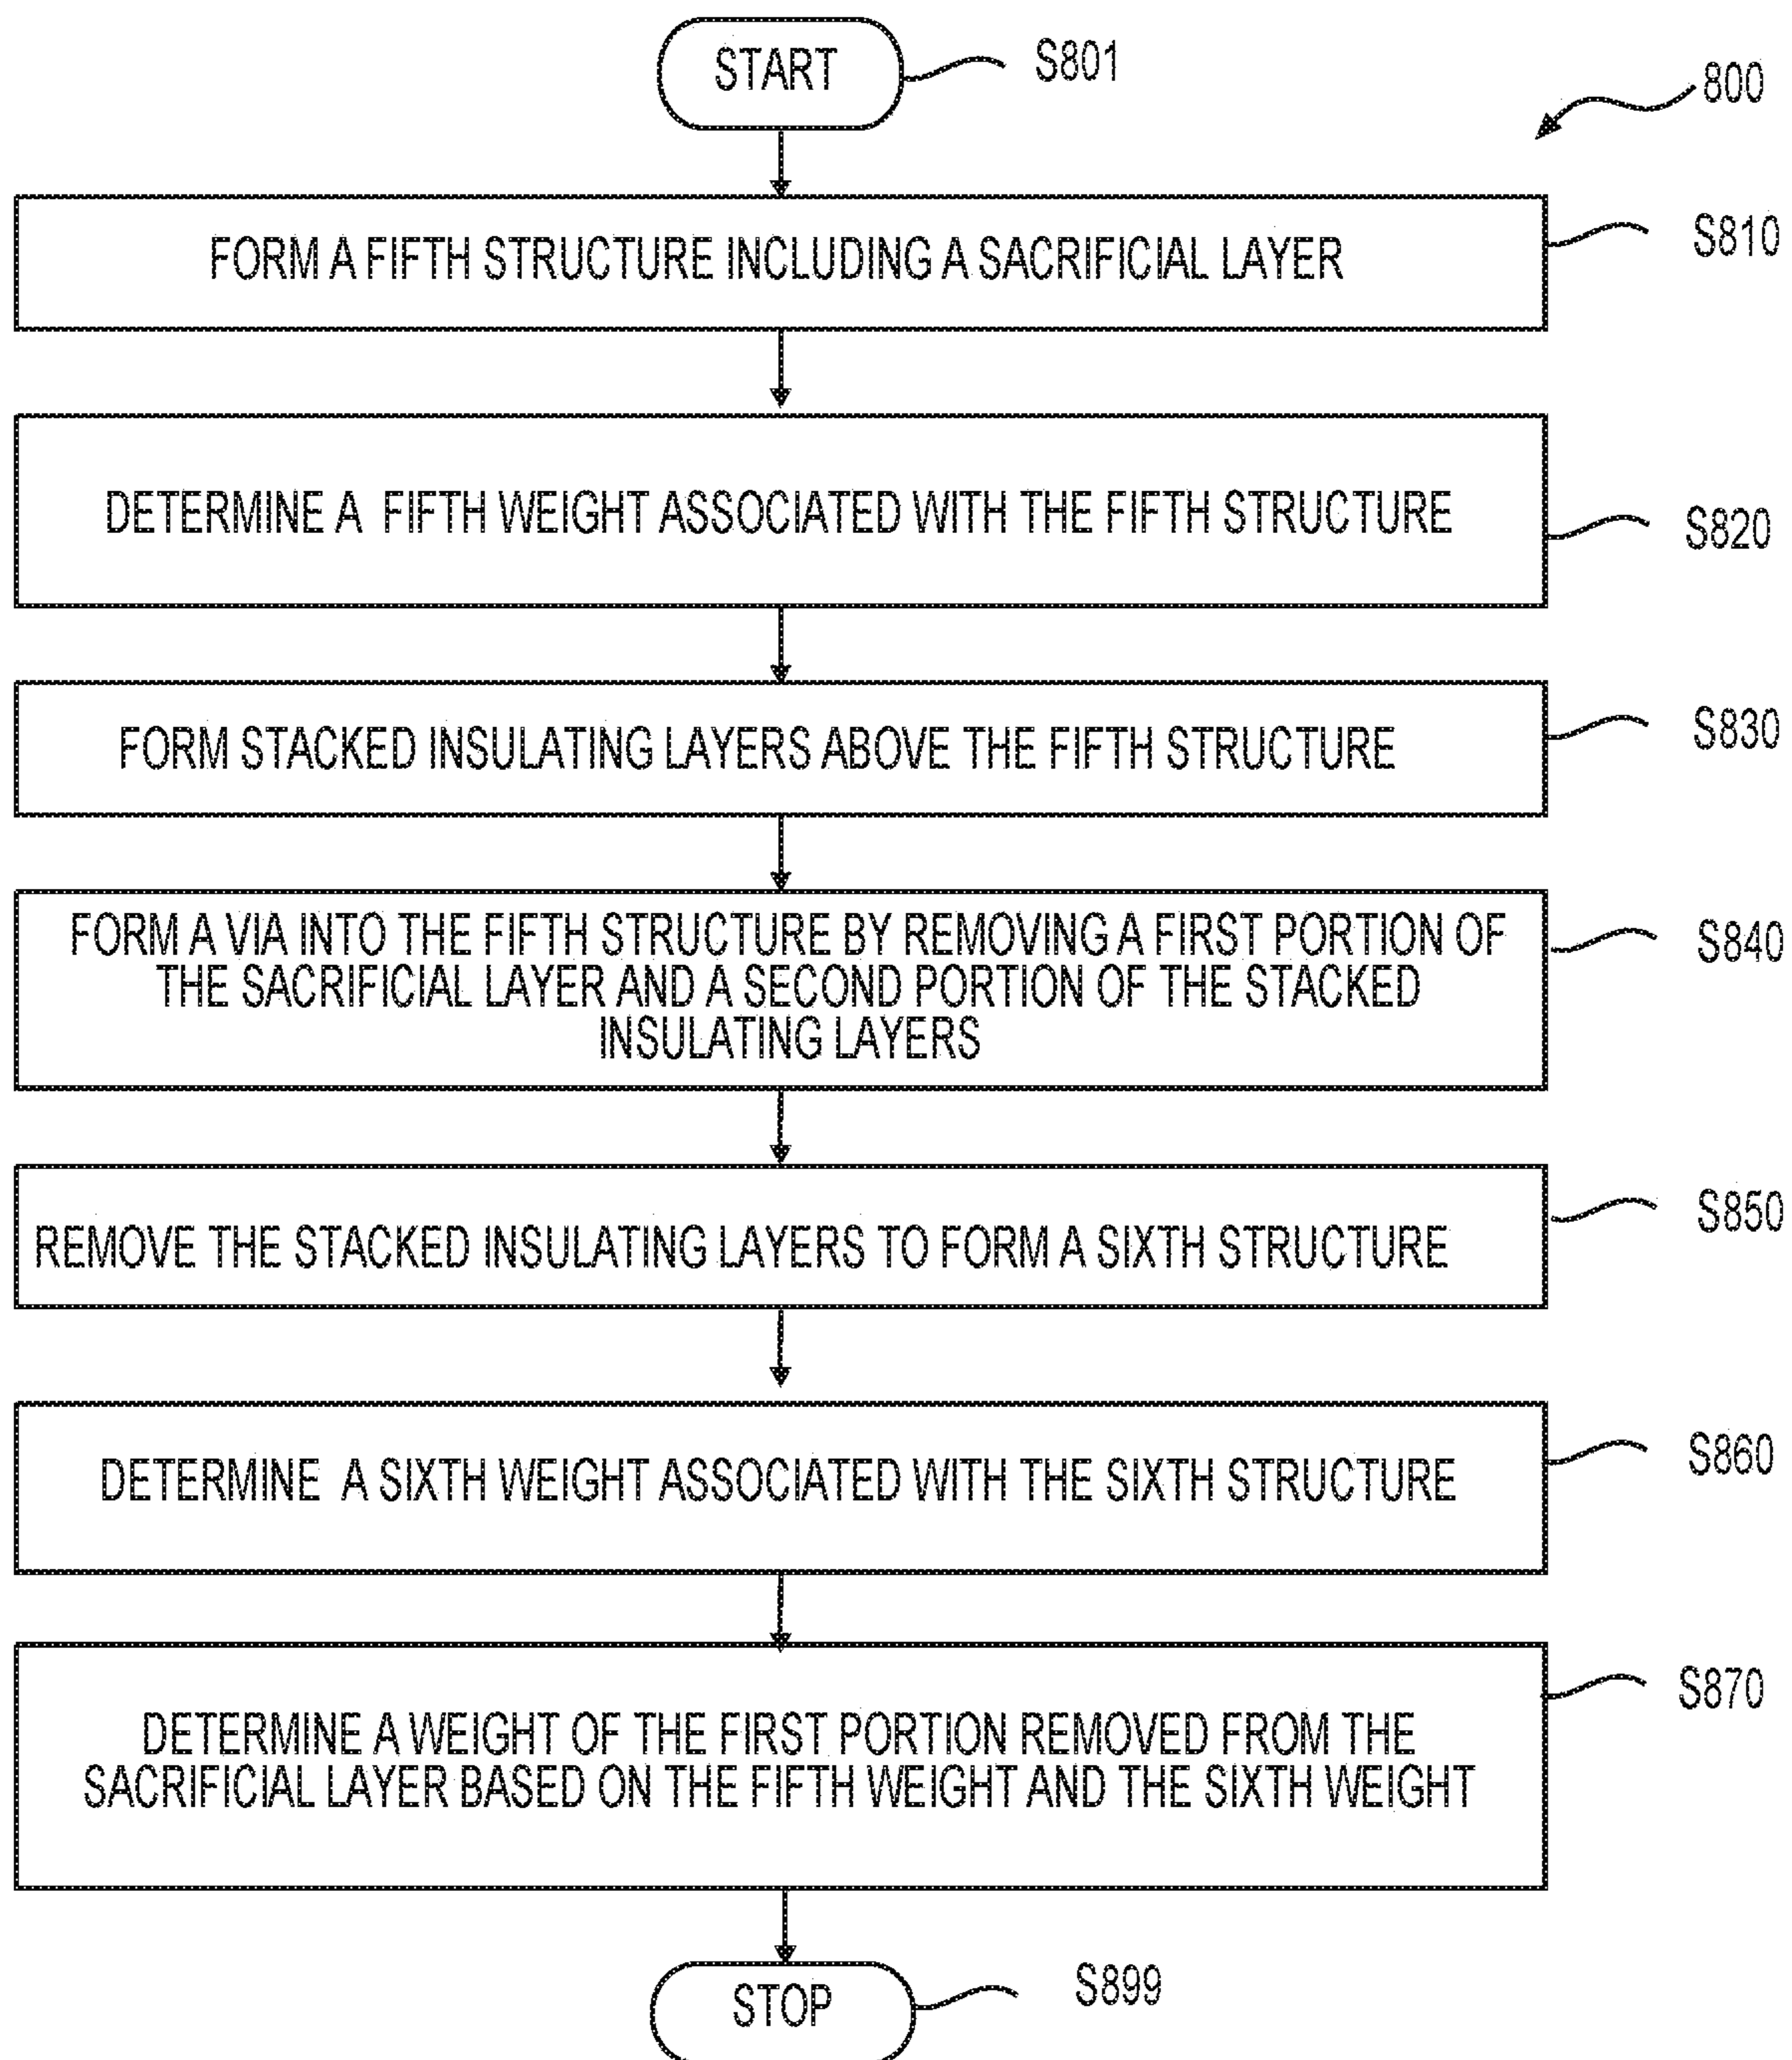 START
S801
800
FORM A FIFTH STRUCTURE INCLUDING A SACRIFICIAL LAYER
S810
DETERMINE A FIFTH WEIGHT ASSOCIATED WITH THE FIFTH STRUCTURE
S820
FORM STACKED INSULATING LAYERS ABOVE THE FIFTH STRUCTURE
S830
FORM A VIA INTO THE FIFTH STRUCTURE BY REMOVING A FIRST PORTION OF
THE SACRIFICIAL LAYER AND A SECOND PORTION OF THE STACKED
INSULATING LAYERS
S840
REMOVE THE STACKED INSULATING LAYERS TO FORM A SIXTH STRUCTURE
S850
DETERMINE A SIXTH WEIGHT ASSOCIATED WITH THE SIXTH STRUCTURE
S860
DETERMINE A WEIGHT OF THE FIRST PORTION REMOVED FROM THE
SACRIFICIAL LAYER BASED ON THE FIFTH WEIGHT AND THE SIXTH WEIGHT
S870
STOP
S899